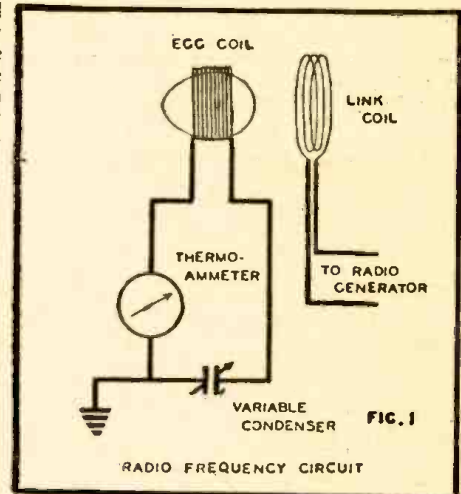 EGG COIL
LINK
COIL
THERMO-
AMMETER
TO RADIO
GENERATOR
VARIABLE
CONDENSER
FIG. 1
RADIO FREQUENCY CIRCUIT